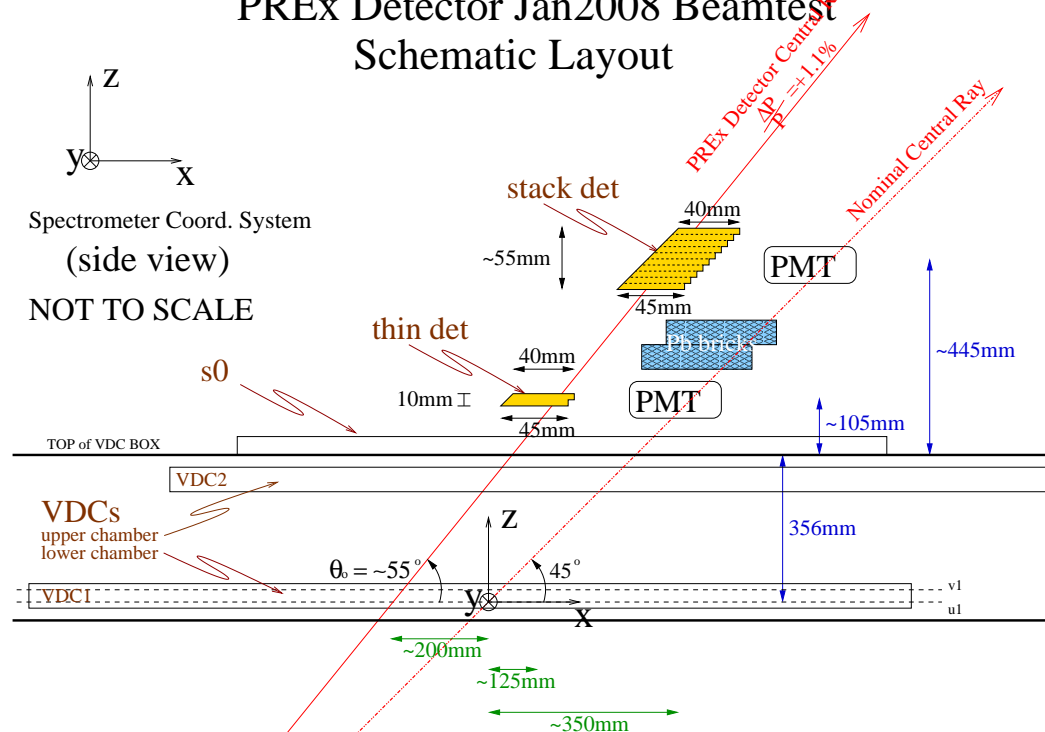 PREx Detector Jan2008 Beamtest
Schematic Layout
z
y
x
Spectrometer Coord. System
(side view)
NOT TO SCALE
PREx Detector Central
ΔP
P
=+1.1%
Nominal Central Ray
stack det
40mm
~55mm
45mm
PMT
Pb bricks
thin det
40mm
10mm
45mm
PMT
~445mm
~105mm
s0
TOP of VDC BOX
VDC2
VDCs
upper chamber
lower chamber
356mm
z
θo = ~55°
45°
VDC1
y
x
v1
u1
~200mm
~125mm
~350mm